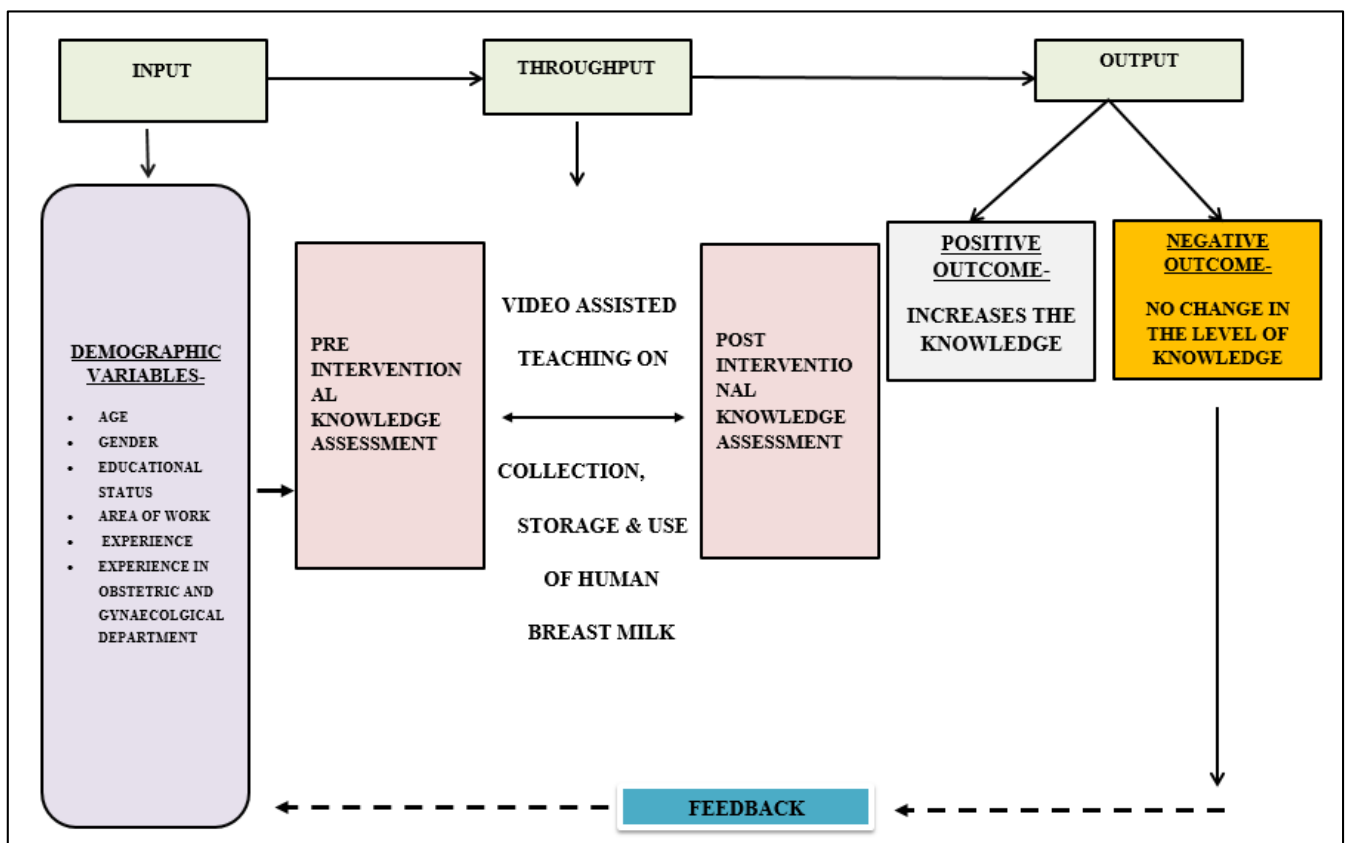 INPUT
THROUGHPUT
OUTPUT
DEMOGRAPHIC
VARIABLES-
• AGE
• GENDER
• EDUCATIONAL
STATUS
• AREA OF WORK
• EXPERIENCE
• EXPERIENCE IN
OBSTETRIC AND
GYNAECOLGICAL
DEPARTMENT
PRE
INTERVENTION
AL
KNOWLEDGE
ASSESSMENT
VIDEO ASSISTED
TEACHING ON
COLLECTION,
STORAGE & USE
OF HUMAN
BREAST MILK
POST
INTERVENTIO
NAL
KNOWLEDGE
ASSESSMENT
POSITIVE
OUTCOME-
INCREASES THE
KNOWLEDGE
NEGATIVE
OUTCOME-
NO CHANGE IN
THE LEVEL OF
KNOWLEDGE
FEEDBACK